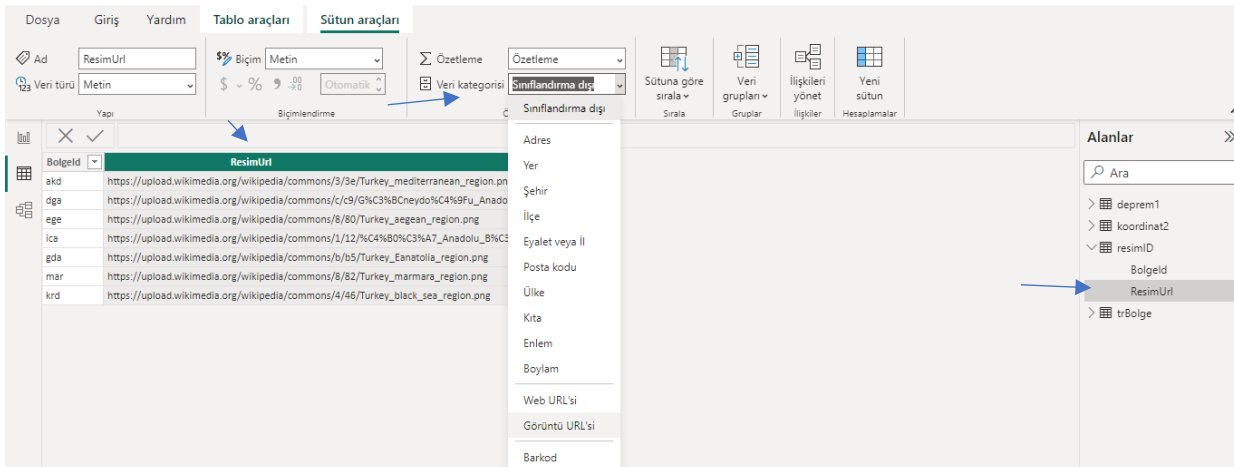 Dosya Giriş Yardım Tablo araçları Sütun araçları
Ad ResimUrl
Veri türü Metin
Yapı
$% Biçim Metin
$ % 9 .00 Otomatik
Biçimlendirme
Özetleme Özetleme
Veri kategorisi Sınıflandırma dışı
Sütuna göre sırala
Sırala
Veri grupları
Gruplar
İlişkileri yönet
İlişkiler
Yeni sütun
Hesaplamalar
BolgeId ResimUrl
akd https://upload.wikimedia.org/wikipedia/commons/3/3e/Turkey_mediterranean_region.pn
dga https://upload.wikimedia.org/wikipedia/commons/c/c9/G%C3%BCneydo%C4%9Fu_Anado
ege https://upload.wikimedia.org/wikipedia/commons/8/80/Turkey_aegean_region.png
ica https://upload.wikimedia.org/wikipedia/commons/1/12/%C4%B0%C3%A7_Anadolu_B%C3
gda https://upload.wikimedia.org/wikipedia/commons/b/b5/Turkey_Eanatolia_region.png
mar https://upload.wikimedia.org/wikipedia/commons/8/82/Turkey_marmara_region.png
krd https://upload.wikimedia.org/wikipedia/commons/4/46/Turkey_black_sea_region.png
Sınıflandırma dışı
Adres
Yer
Şehir
İlçe
Eyalet veya İl
Posta kodu
Ülke
Kıta
Enlem
Boylam
Web URL'si
Görüntü URL'si
Barkod
Alanlar
Ara
deprem1
koordinat2
resimID
BolgeId
ResimUrl
trBolge